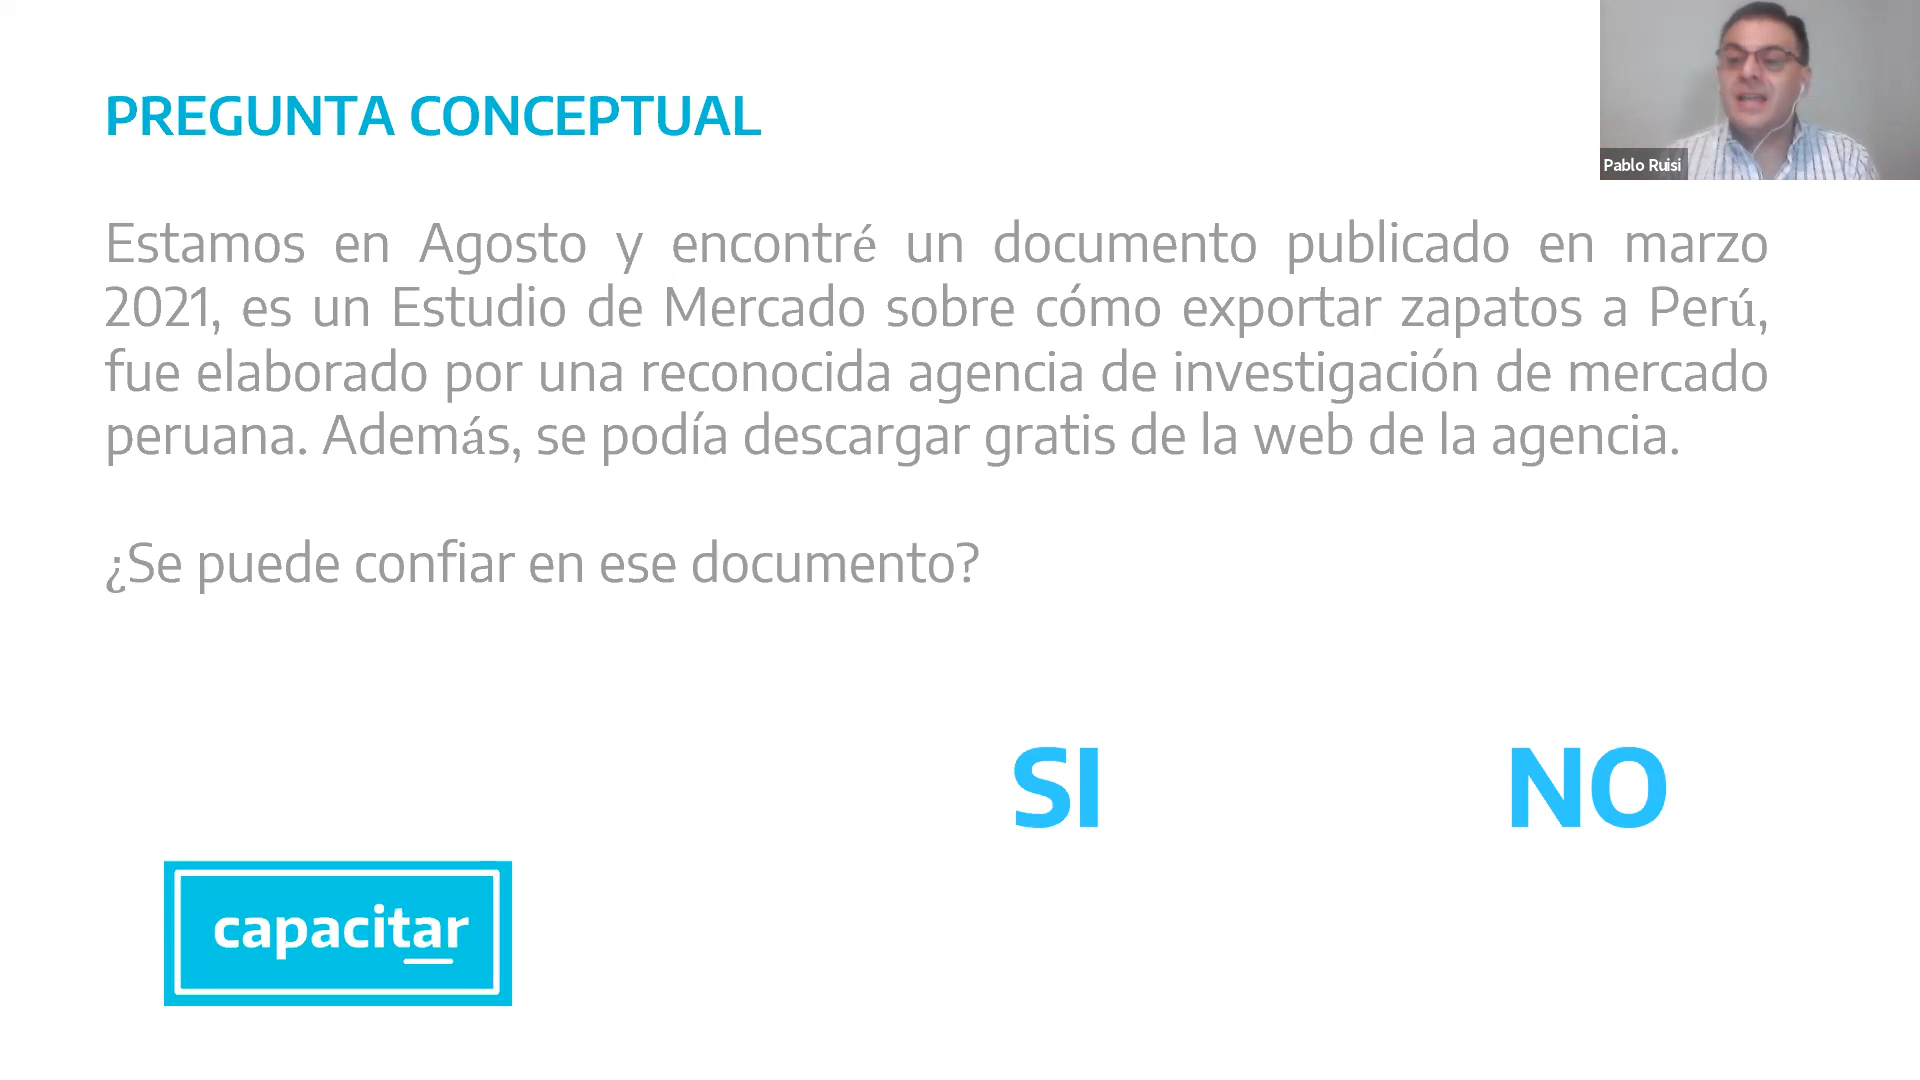 PREGUNTA CONCEPTUAL
Pablo Ruisi
Estamos en Agosto y encontré un documento publicado en marzo
2021, es un Estudio de Mercado sobre cómo exportar zapatos a Perú,
fue elaborado por una reconocida agencia de investigación de mercado
peruana. Además, se podía descargar gratis de la web de la agencia.
¿Se puede confiar en ese documento?
SI NO
capacitar